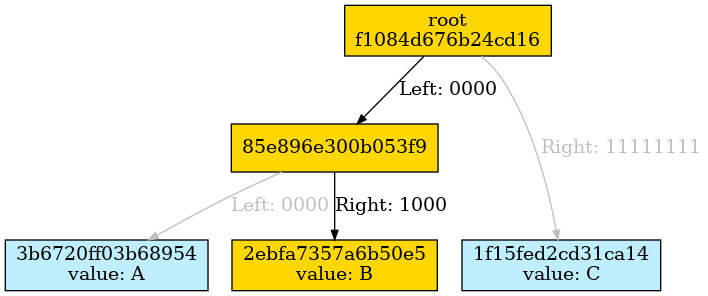 root
f1084d676b24cd16
Left: 0000
85e896e300b053f9
Right: 11111111
Left: 0000
Right: 1000
3b6720ff03b68954
value: A
2ebfa7357a6b50e5
value: B
1f15fed2cd31ca14
value: C